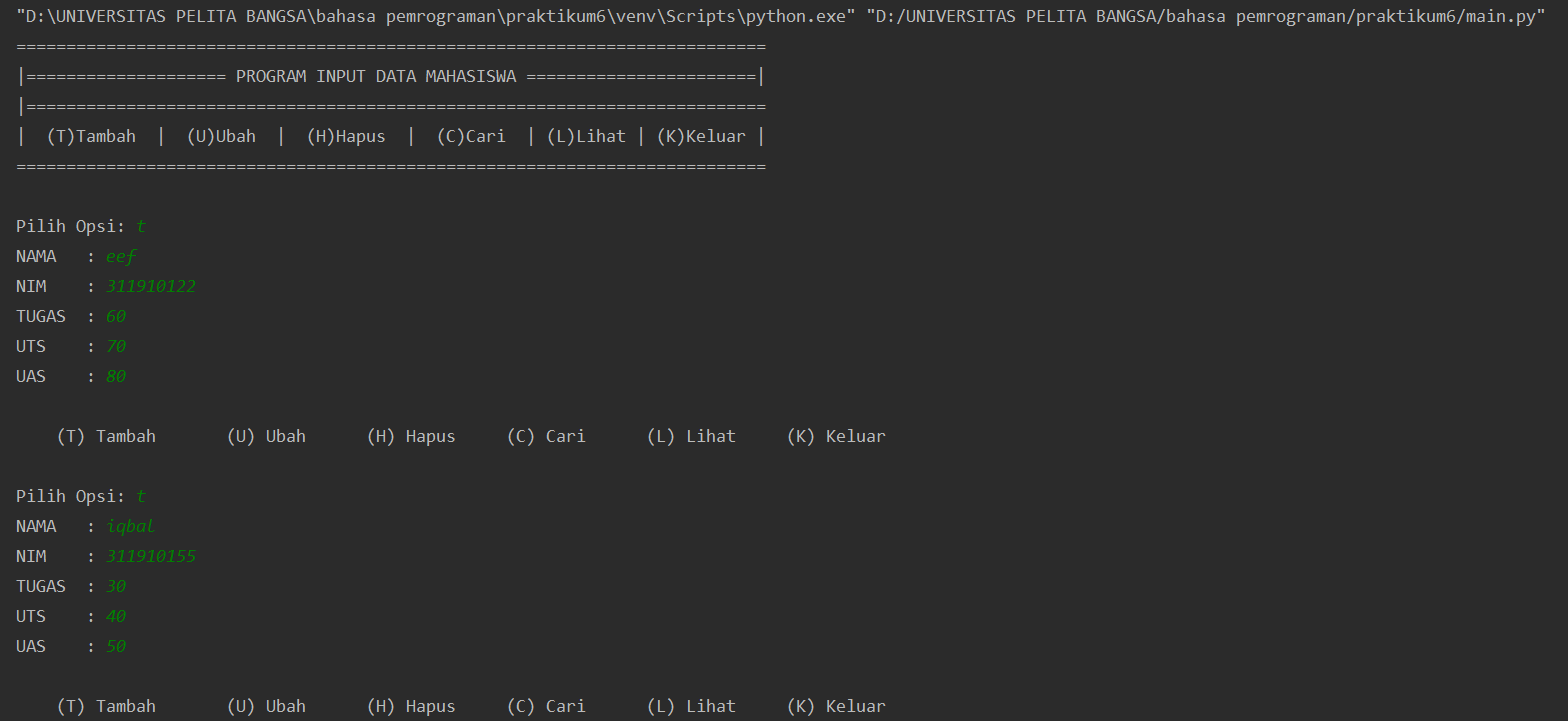 "D:\UNIVERSITAS PELITA BANGSA\bahasa pemrograman\praktikum6\venv\Scripts\python.exe" "D:/UNIVERSITAS PELITA BANGSA/bahasa pemrograman/praktikum6/main.py"
===========================================================================
|==================== PROGRAM INPUT DATA MAHASISWA =======================|
|==========================================================================
|  (T)Tambah  |  (U)Ubah  |  (H)Hapus  |  (C)Cari  | (L)Lihat | (K)Keluar |
===========================================================================
Pilih Opsi: t
NAMA   : eef
NIM    : 311910122
TUGAS  : 60
UTS    : 70
UAS    : 80
(T) Tambah       (U) Ubah      (H) Hapus     (C) Cari      (L) Lihat     (K) Keluar
Pilih Opsi: t
NAMA   : iqbal
NIM    : 311910155
TUGAS  : 30
UTS    : 40
UAS    : 50
(T) Tambah       (U) Ubah      (H) Hapus     (C) Cari      (L) Lihat     (K) Keluar